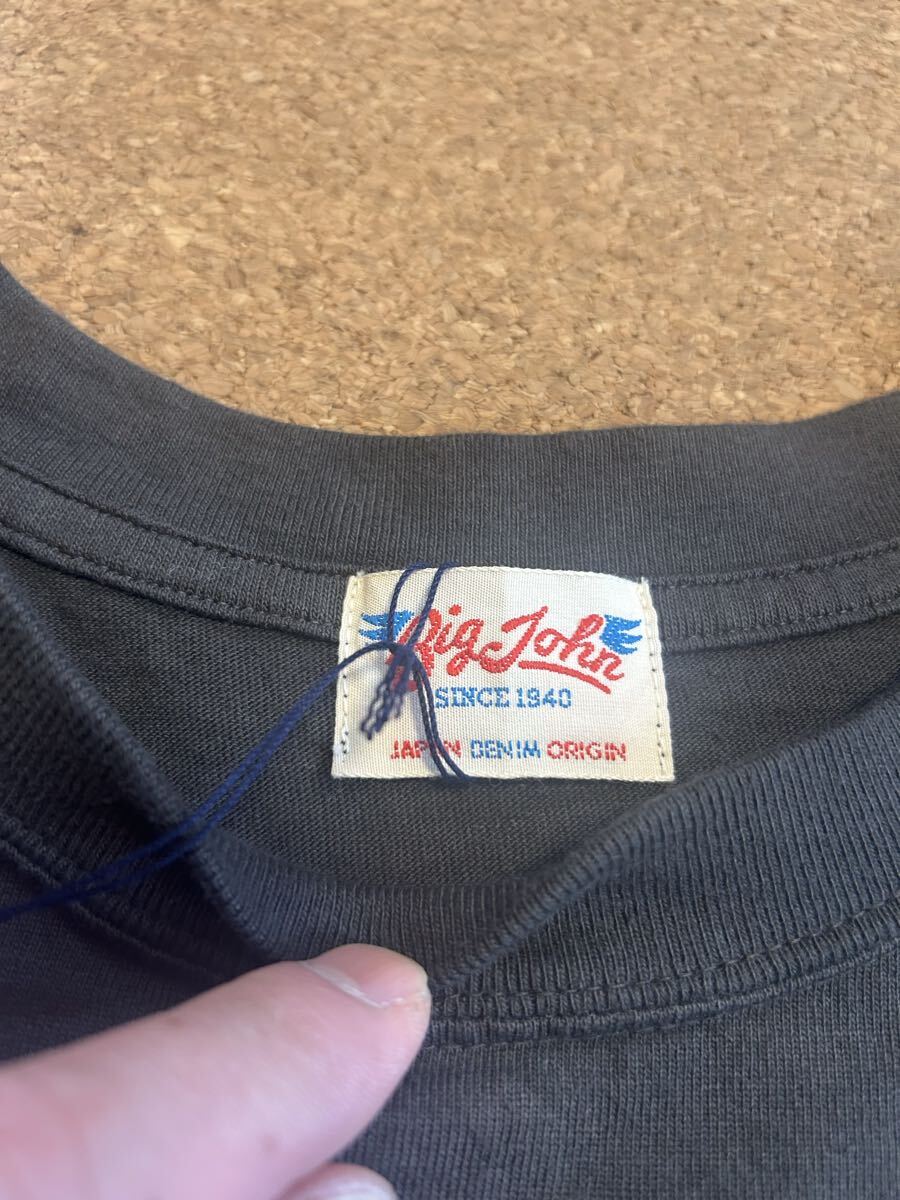 Big John
SINCE 1940
JAPAN DENIM ORIGIN